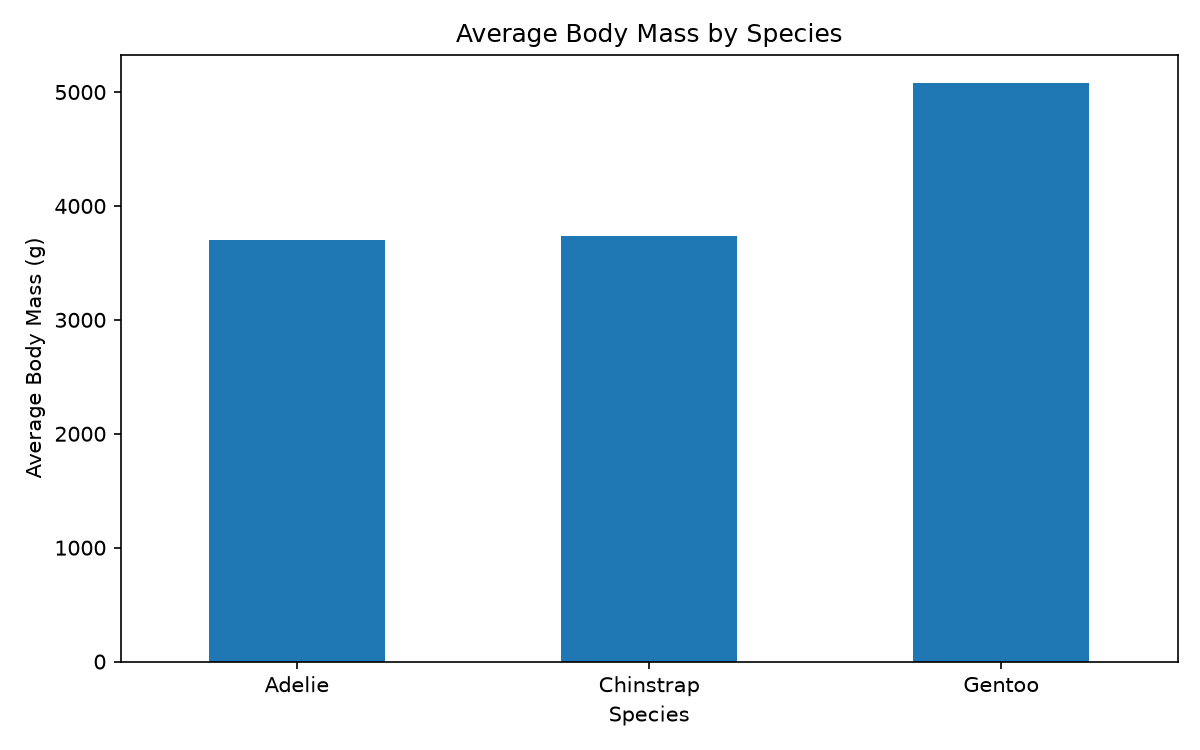 Average Body Mass by Species
Average Body Mass (g)
5000
4000
3000
2000
1000
0
Adelie
Chinstrap
Gentoo
Species